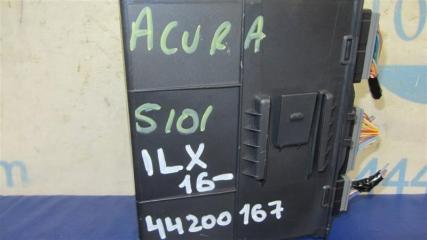 ACURA
S101
ILX
16-
44200167